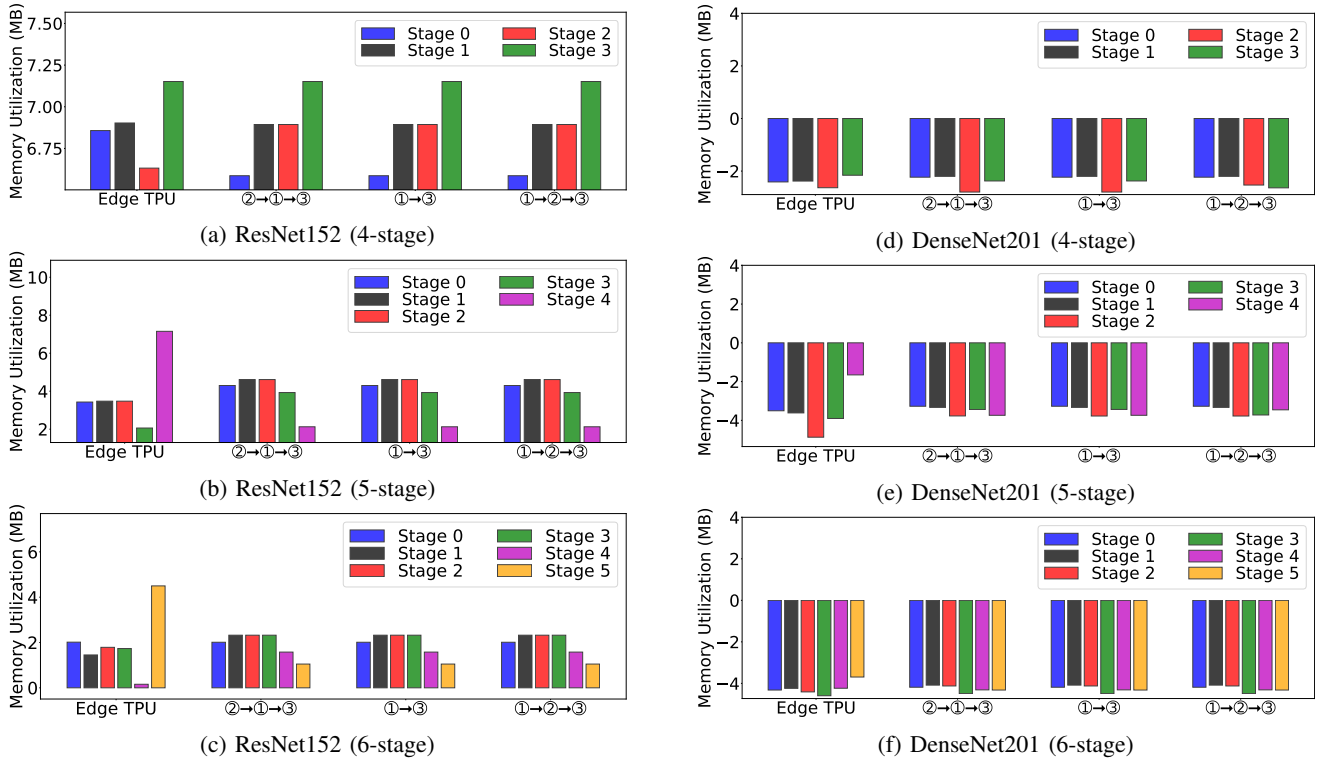 Memory Utilization (MB)
7.50
7.25
7.00
6.75
Stage 0
Stage 1
Stage 2
Stage 3
Edge TPU
②→①→③
①→③
①→②→③
(a) ResNet152 (4-stage)
Memory Utilization (MB)
10
8
6
4
2
Stage 0
Stage 1
Stage 2
Stage 3
Stage 4
Edge TPU
②→①→③
①→③
①→②→③
(b) ResNet152 (5-stage)
Memory Utilization (MB)
6
4
2
0
Stage 0
Stage 1
Stage 2
Stage 3
Stage 4
Stage 5
Edge TPU
②→①→③
①→③
①→②→③
(c) ResNet152 (6-stage)
Memory Utilization (MB)
4
2
0
−2
Stage 0
Stage 1
Stage 2
Stage 3
Edge TPU
②→①→③
①→③
①→②→③
(d) DenseNet201 (4-stage)
Memory Utilization (MB)
4
2
0
−2
−4
Stage 0
Stage 1
Stage 2
Stage 3
Stage 4
Edge TPU
②→①→③
①→③
①→②→③
(e) DenseNet201 (5-stage)
Memory Utilization (MB)
4
2
0
−2
−4
Stage 0
Stage 1
Stage 2
Stage 3
Stage 4
Stage 5
Edge TPU
②→①→③
①→③
①→②→③
(f) DenseNet201 (6-stage)